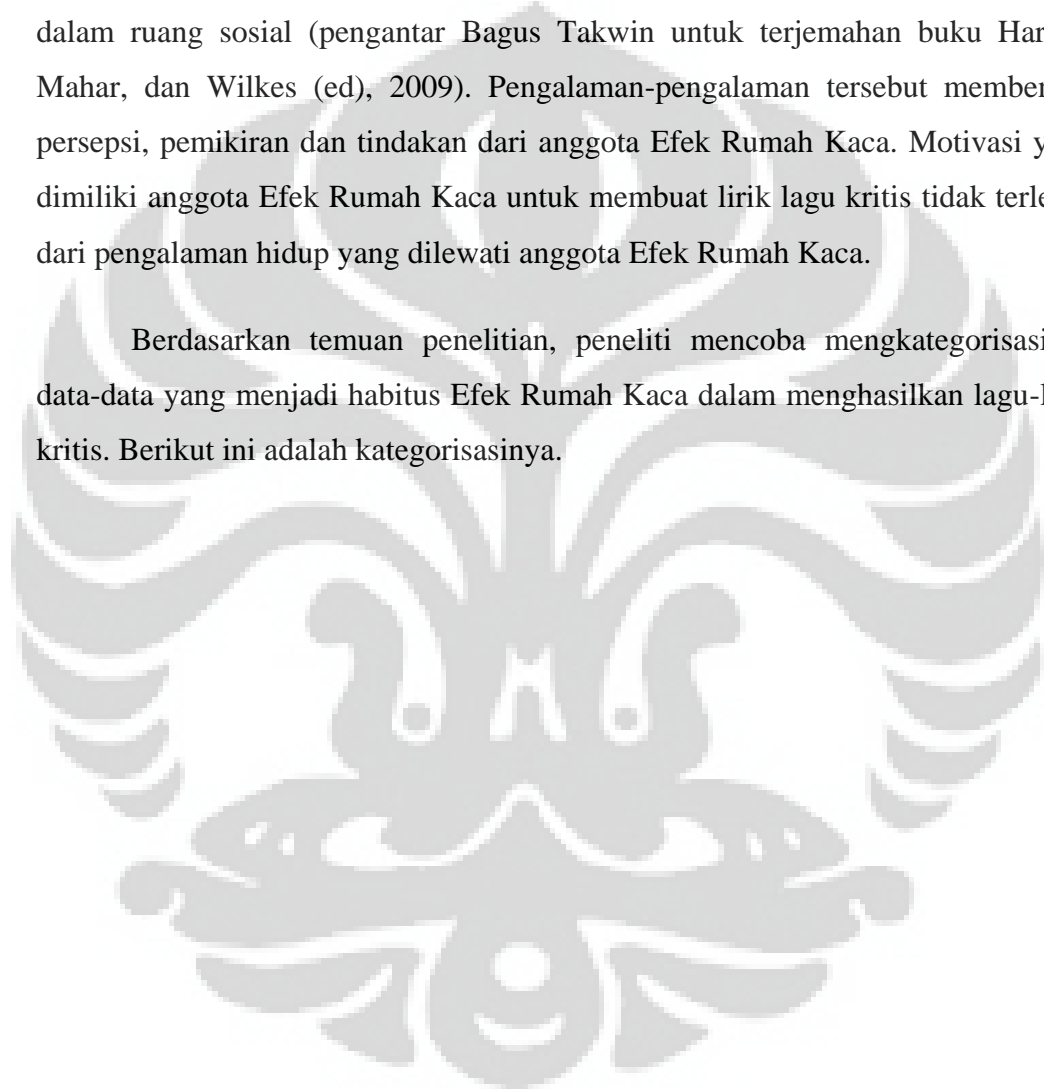 dalam ruang sosial (pengantar Bagus Takwin untuk terjemahan buku Har
Mahar, dan Wilkes (ed), 2009). Pengalaman-pengalaman tersebut member
persepsi, pemikiran dan tindakan dari anggota Efek Rumah Kaca. Motivasi y
dimiliki anggota Efek Rumah Kaca untuk membuat lirik lagu kritis tidak terle
dari pengalaman hidup yang dilewati anggota Efek Rumah Kaca.
Berdasarkan temuan penelitian, peneliti mencoba mengkategorisasi
data-data yang menjadi habitus Efek Rumah Kaca dalam menghasilkan lagu-l
kritis. Berikut ini adalah kategorisasinya.